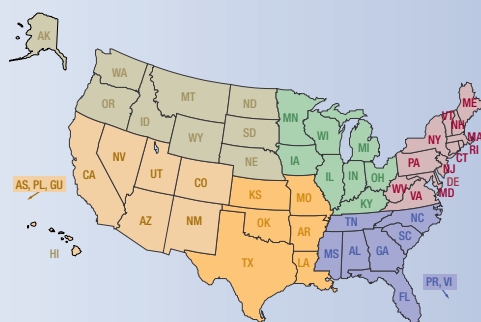 AK
WA
MT
ND
OR
ID
WY
SD
NE
MN
WI
MI
IA
IL
IN
OH
KY
ME
VT
NH
MA
NY
RI
CT
PA
NJ
DE
MD
WV
VA
CA
NV
UT
CO
AZ
NM
AS, PL, GU
HI
KS
MO
OK
AR
TX
LA
TN
NC
SC
MS
AL
GA
FL
PR, VI